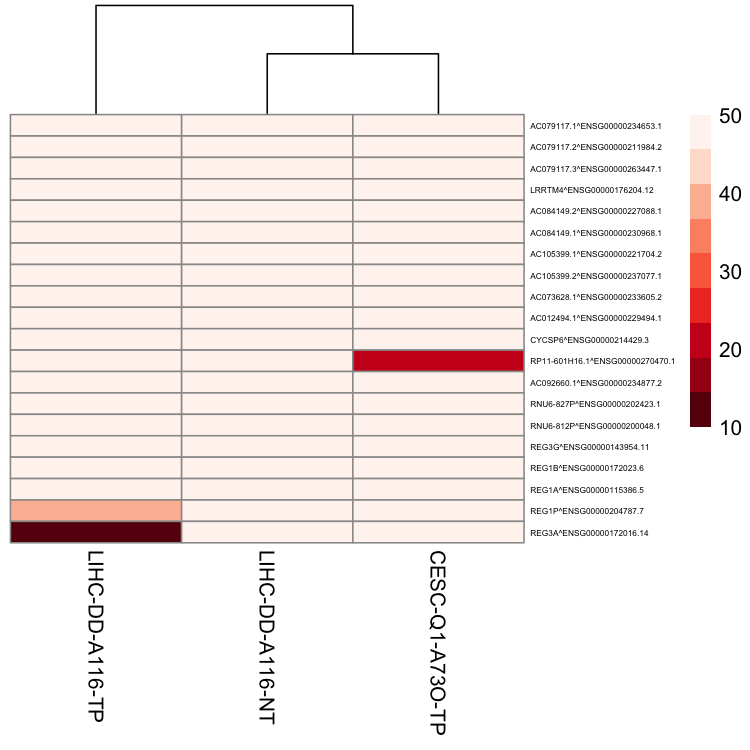 50
40
30
20
10
AC079117.1^ENSG00000234653.1
AC079117.2^ENSG00000211984.2
AC079117.3^ENSG00000263447.1
LRRTM4^ENSG00000176204.12
AC084149.2^ENSG00000227088.1
AC084149.1^ENSG00000230968.1
AC105399.1^ENSG00000221704.2
AC105399.2^ENSG00000237077.1
AC073628.1^ENSG00000233605.2
AC012494.1^ENSG00000229494.1
CYCSP6^ENSG00000214429.3
RP11-601H16.1^ENSG00000270470.1
AC092660.1^ENSG00000234877.2
RNU6-827P^ENSG00000202423.1
RNU6-812P^ENSG00000200048.1
REG3G^ENSG00000143954.11
REG1B^ENSG00000172023.6
REG1A^ENSG00000115386.5
REG1P^ENSG00000204787.7
REG3A^ENSG00000172016.14
LIHC-DD-A116-TP
LIHC-DD-A116-NT
CESC-Q1-A73O-TP